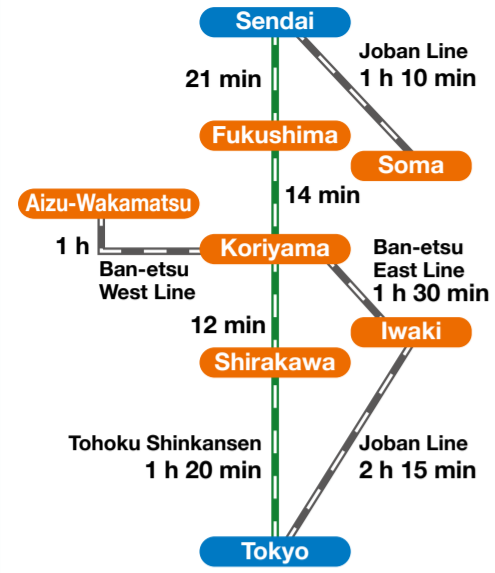 Sendai
Joban Line
1 h 10 min
21 min
Fukushima
Soma
14 min
Aizu-Wakamatsu
1 h
Ban-etsu
West Line
Koriyama
Ban-etsu
East Line
1 h 30 min
12 min
Iwaki
Shirakawa
Tohoku Shinkansen
1 h 20 min
Joban Line
2 h 15 min
Tokyo